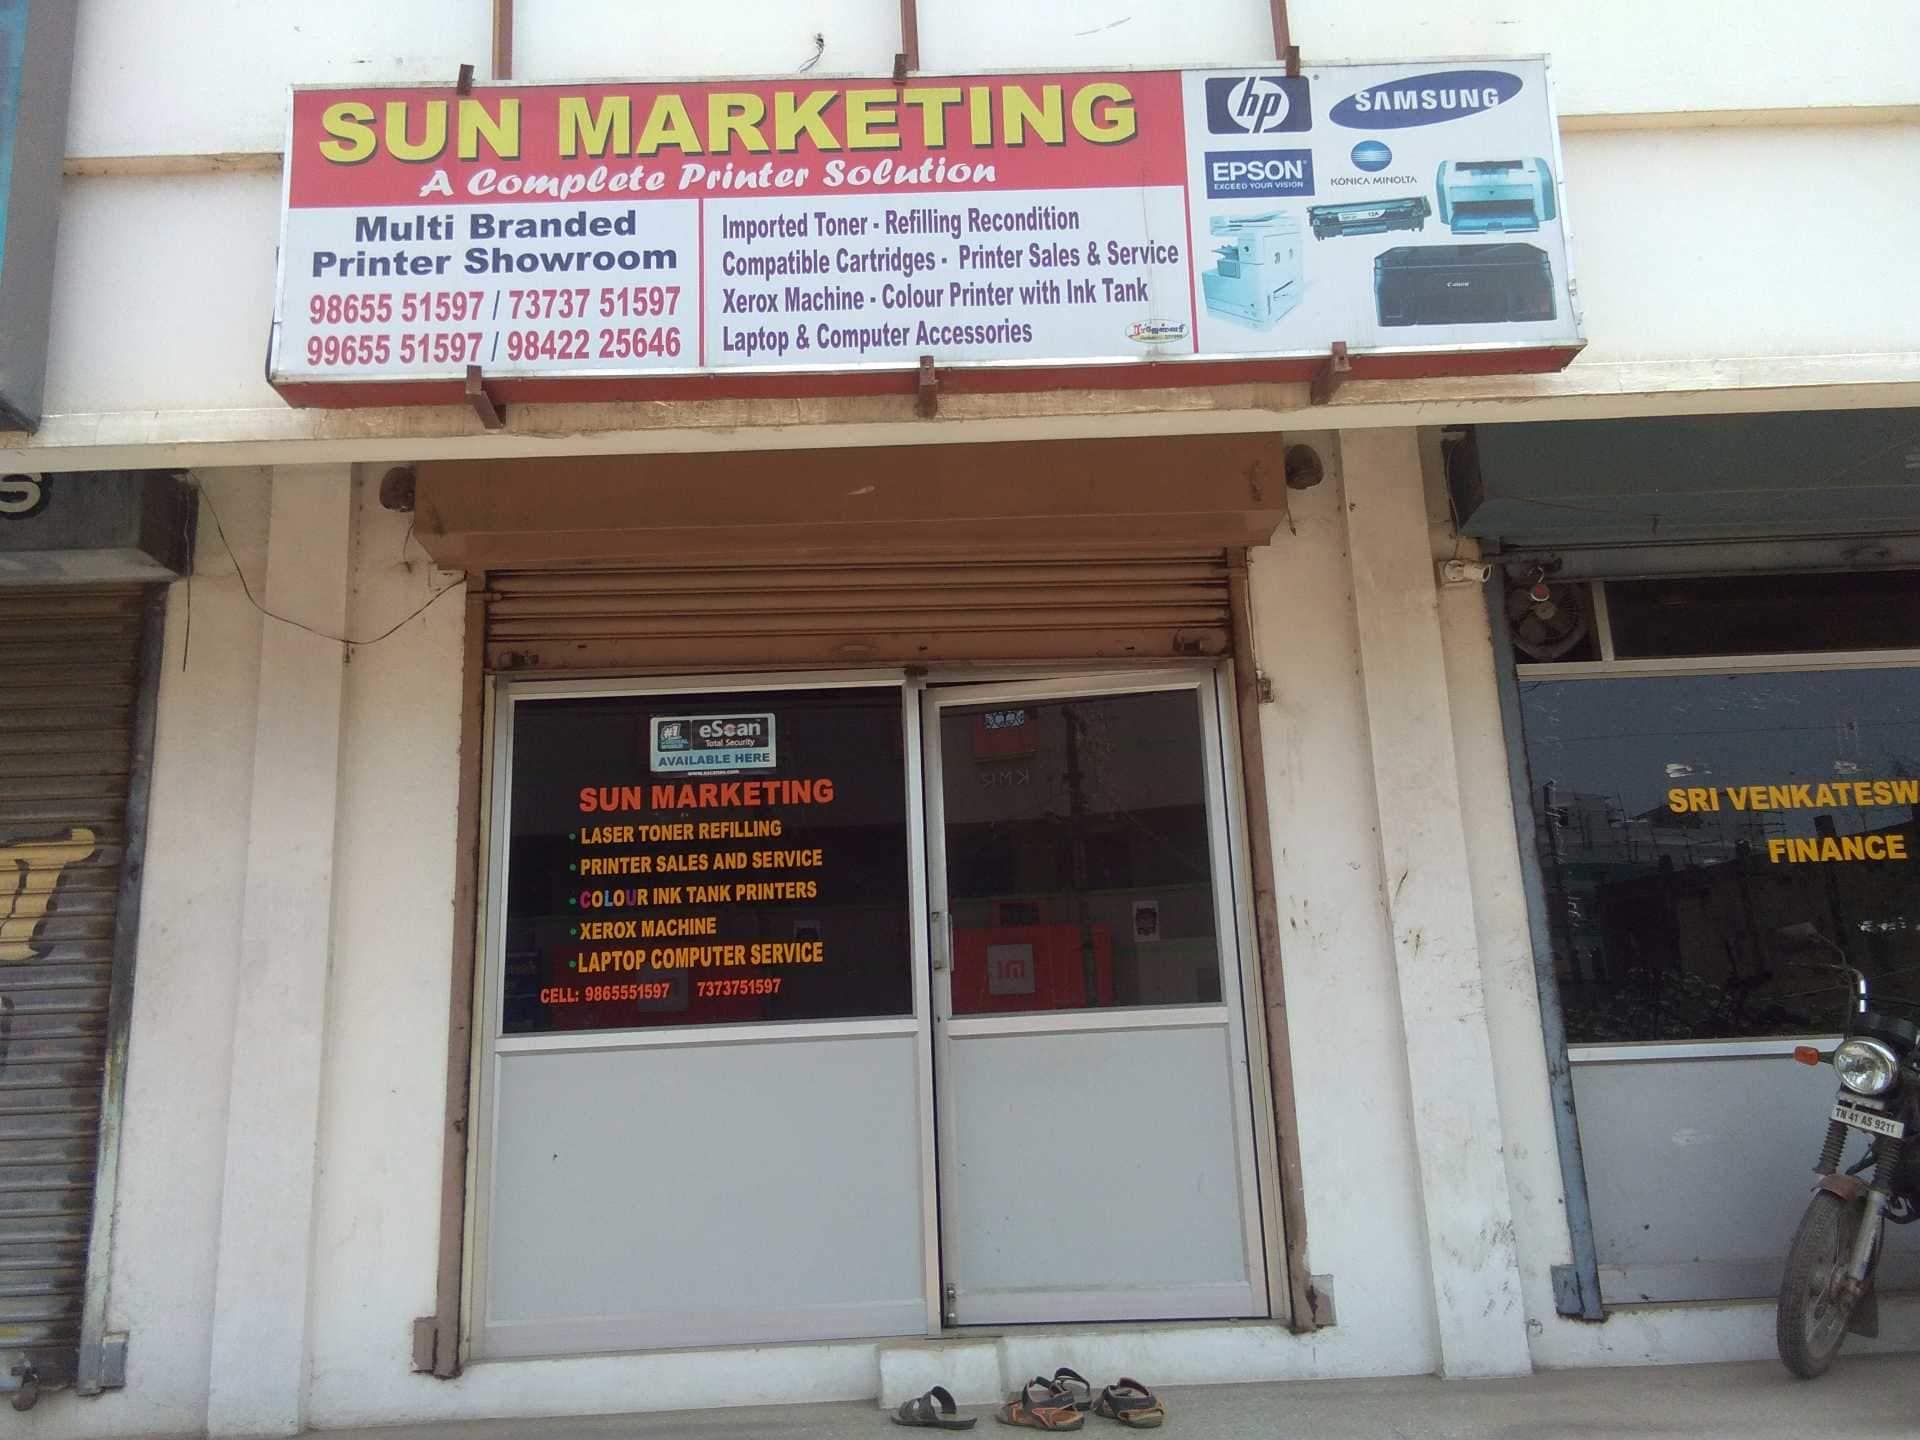 SUN MARKETING
A Complete Printer Solution
Multi Branded
Printer Showroom
98655 51597 / 73737 51597
99655 51597 / 98422 25646
Imported Toner - Refilling Recondition
Compatible Cartridges - Printer Sales & Service
Xerox Machine - Colour Printer with Ink Tank
Laptop & Computer Accessories
hp
SAMSUNG
EPSON
EXCEED YOUR VISION
KONICA MINOLTA
12A
Canon
S
#1
eScan
Total Security
AVAILABLE HERE
SUN MARKETING
• LASER TONER REFILLING
• PRINTER SALES AND SERVICE
• COLOUR INK TANK PRINTERS
• XEROX MACHINE
• LAPTOP COMPUTER SERVICE
CELL: 9865551597 7373751597
SRI VENKATESW
FINANCE
TN 41 AS 9211